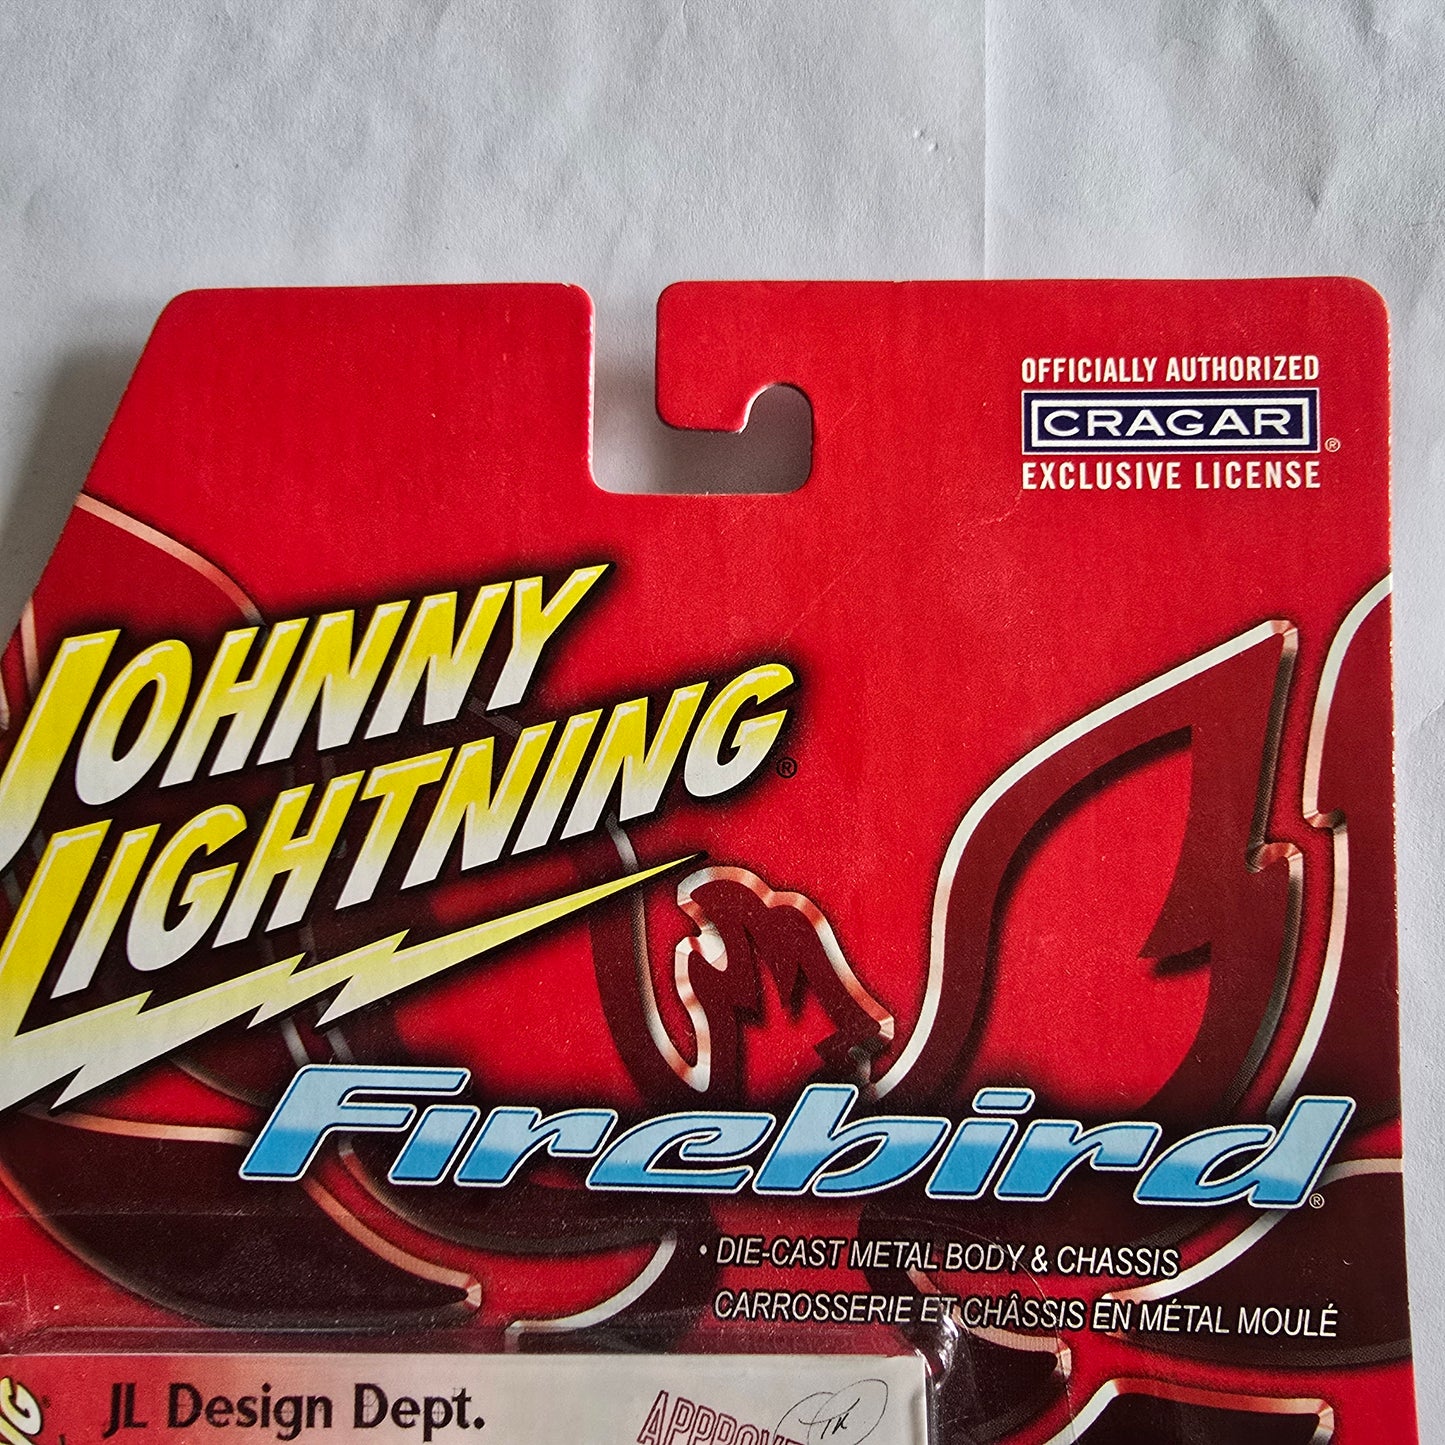 OFFICIALLY AUTHORIZED
CRAGAR®
EXCLUSIVE LICENSE
JOHNNY
LIGHTNING®
Firebird®
• DIE-CAST METAL BODY & CHASSIS
CARROSSERIE ET CHÂSSIS EN MÉTAL MOULÉ
JL Design Dept.